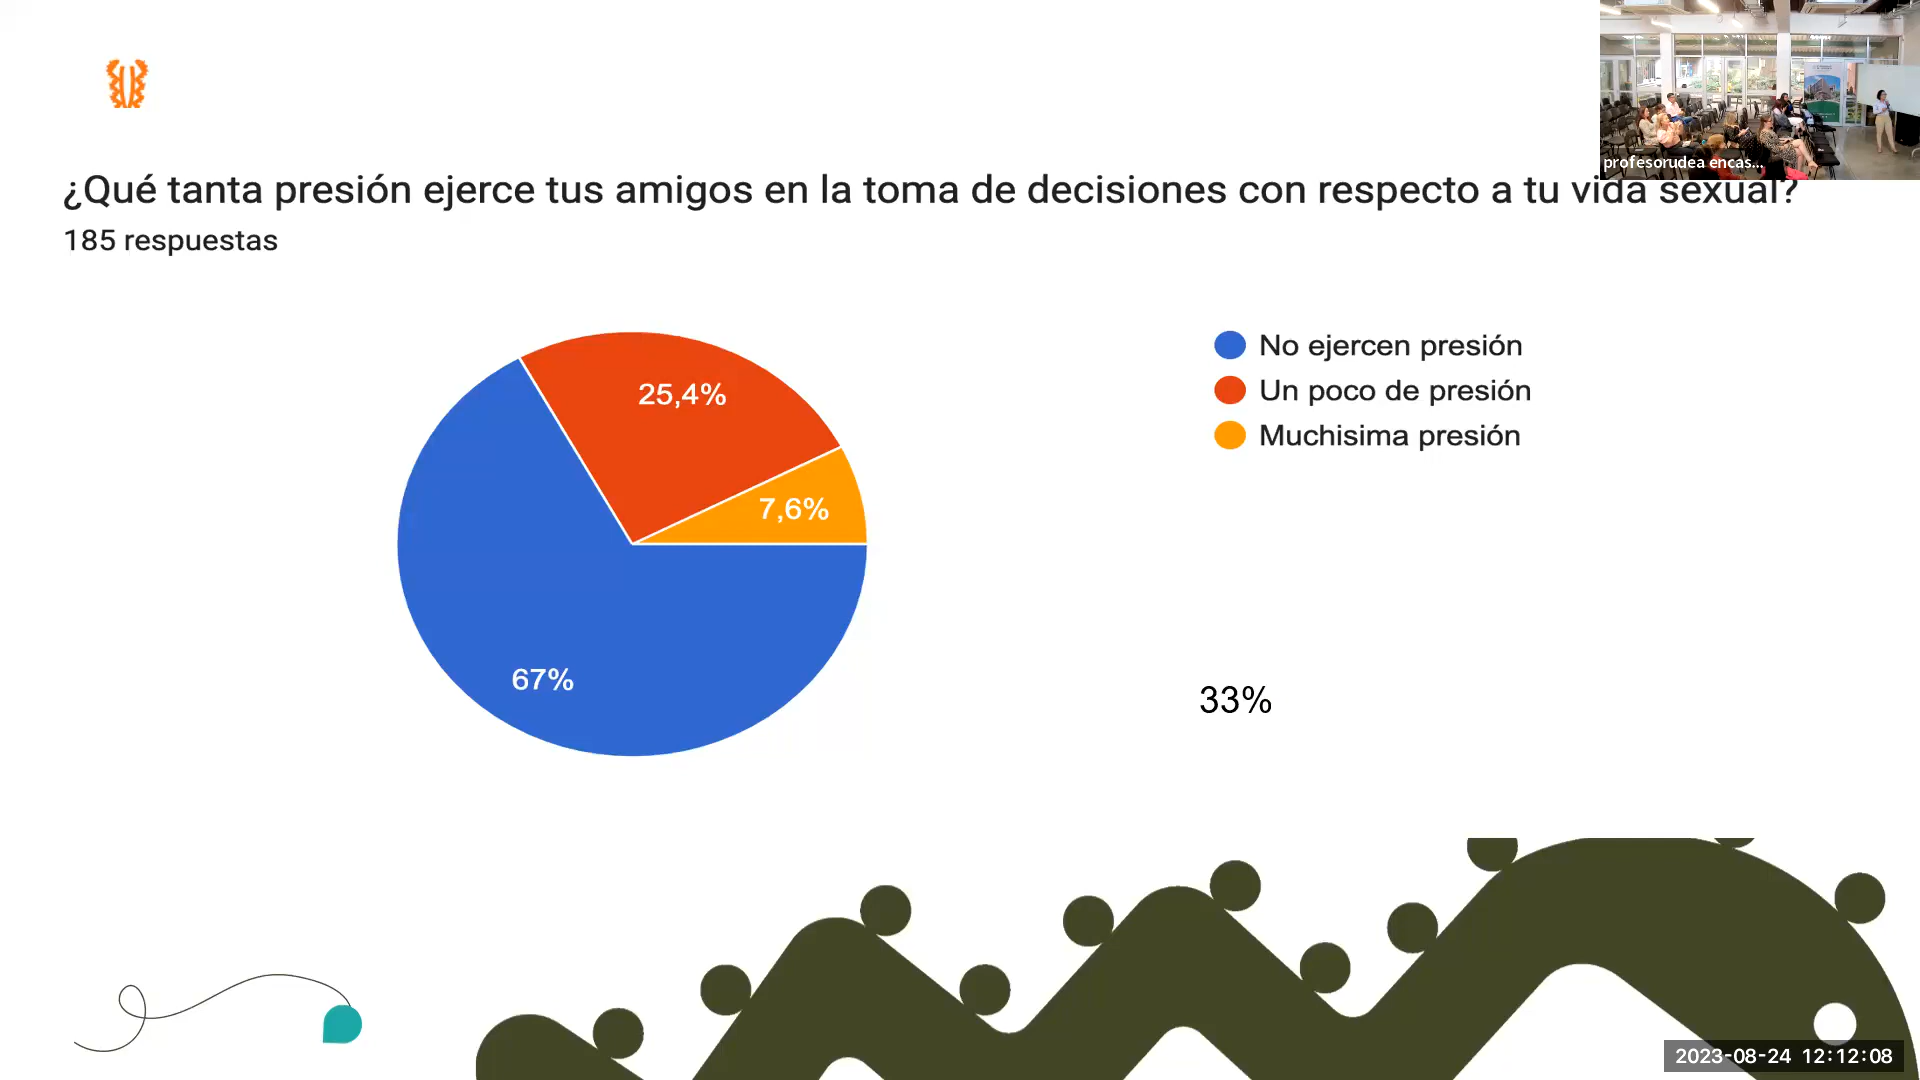 profesorudea encas...
¿Qué tanta presión ejerce tus amigos en la toma de decisiones con respecto a tu vida sexual?
185 respuestas
25,4%
7,6%
67%
No ejercen presión
Un poco de presión
Muchisima presión
33%
2023-08-24 12:12:08